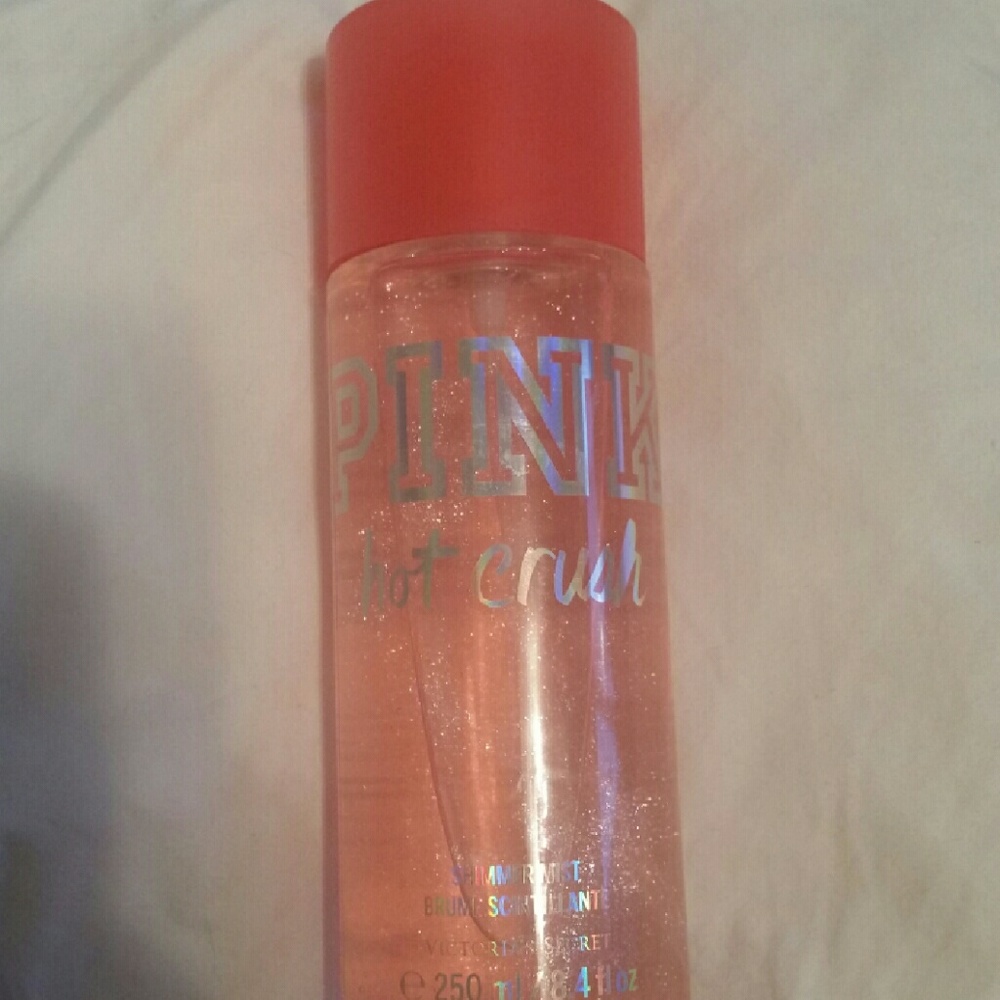 PINK
hot crush
SHIMMER MIST
BRUME SCINTILLANTE
VICTORIA'S SECRET
℮ 250 ml 8.4 fl oz